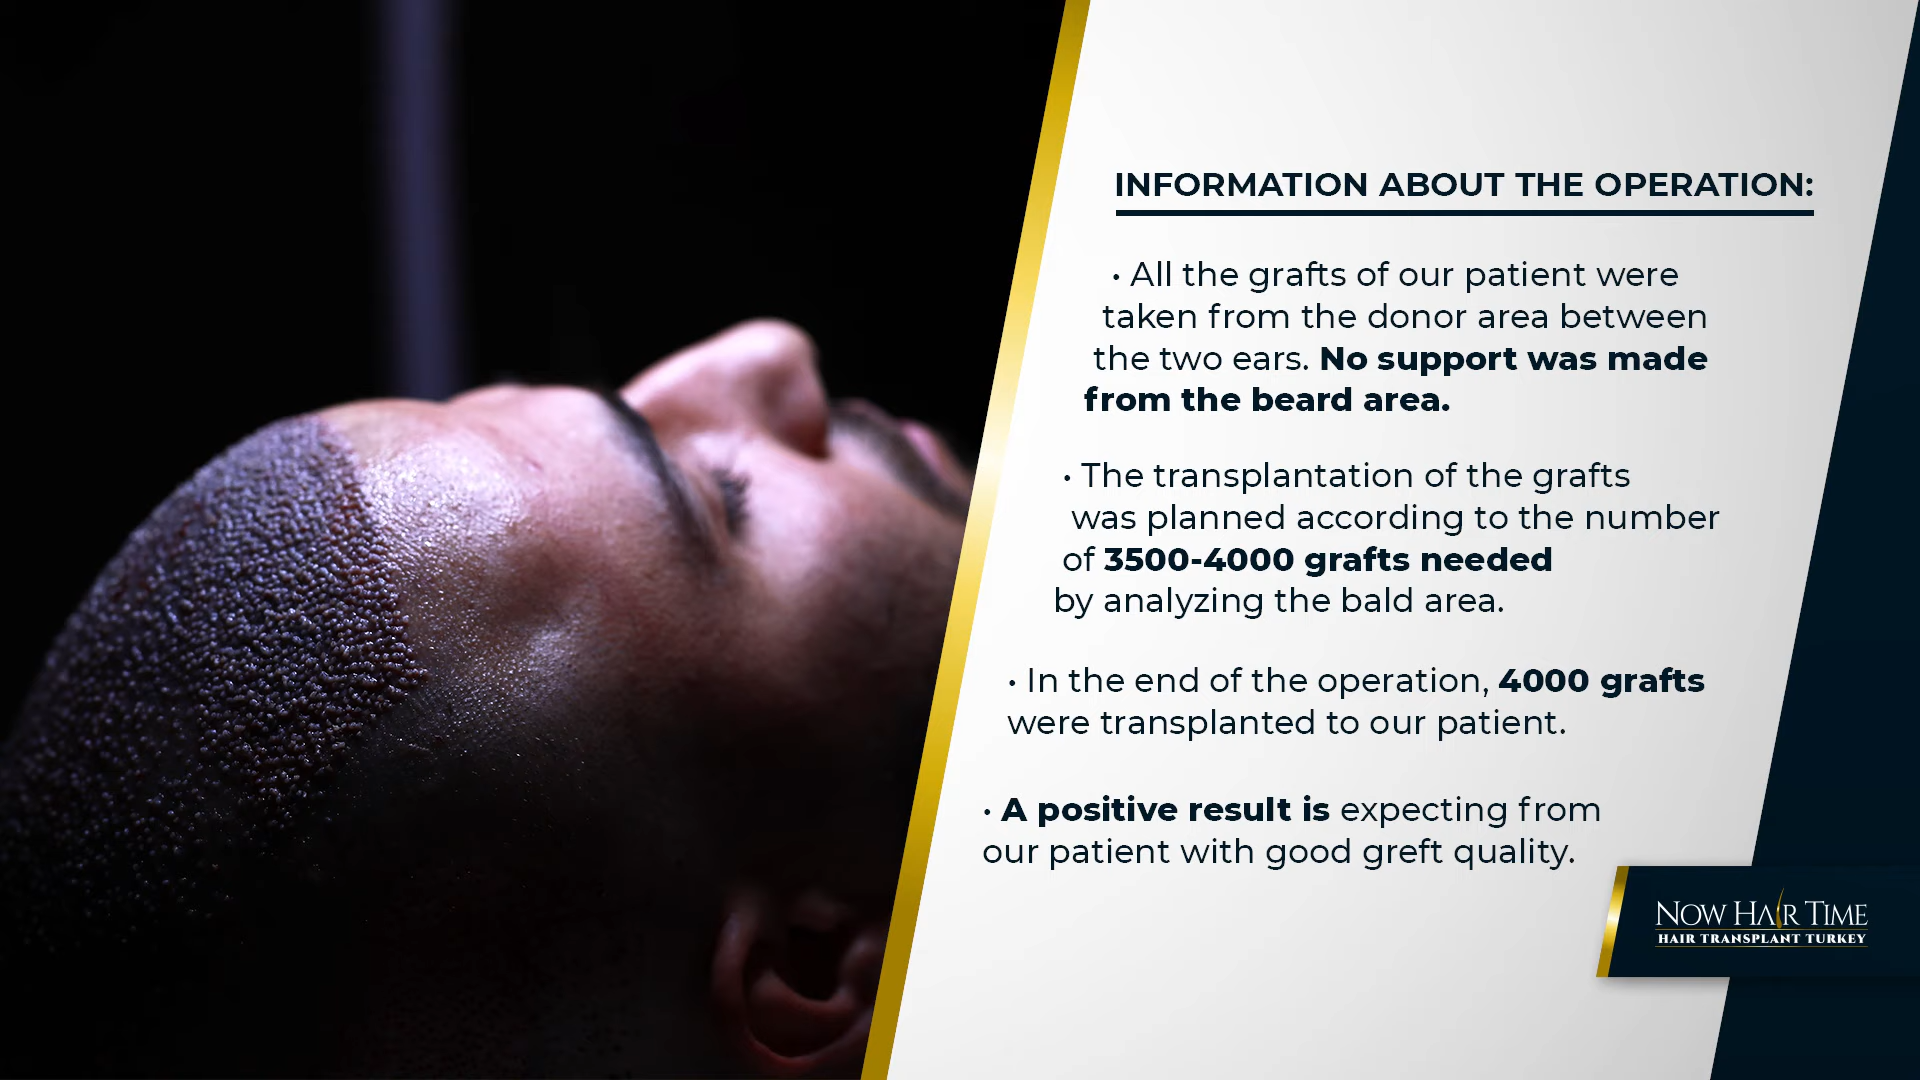 INFORMATION ABOUT THE OPERATION:
• All the grafts of our patient were
taken from the donor area between
the two ears. No support was made
from the beard area.
• The transplantation of the grafts
was planned according to the number
of 3500-4000 grafts needed
by analyzing the bald area.
• In the end of the operation, 4000 grafts
were transplanted to our patient.
• A positive result is expecting from
our patient with good greft quality.
NOW HAIR TIME
HAIR TRANSPLANT TURKEY